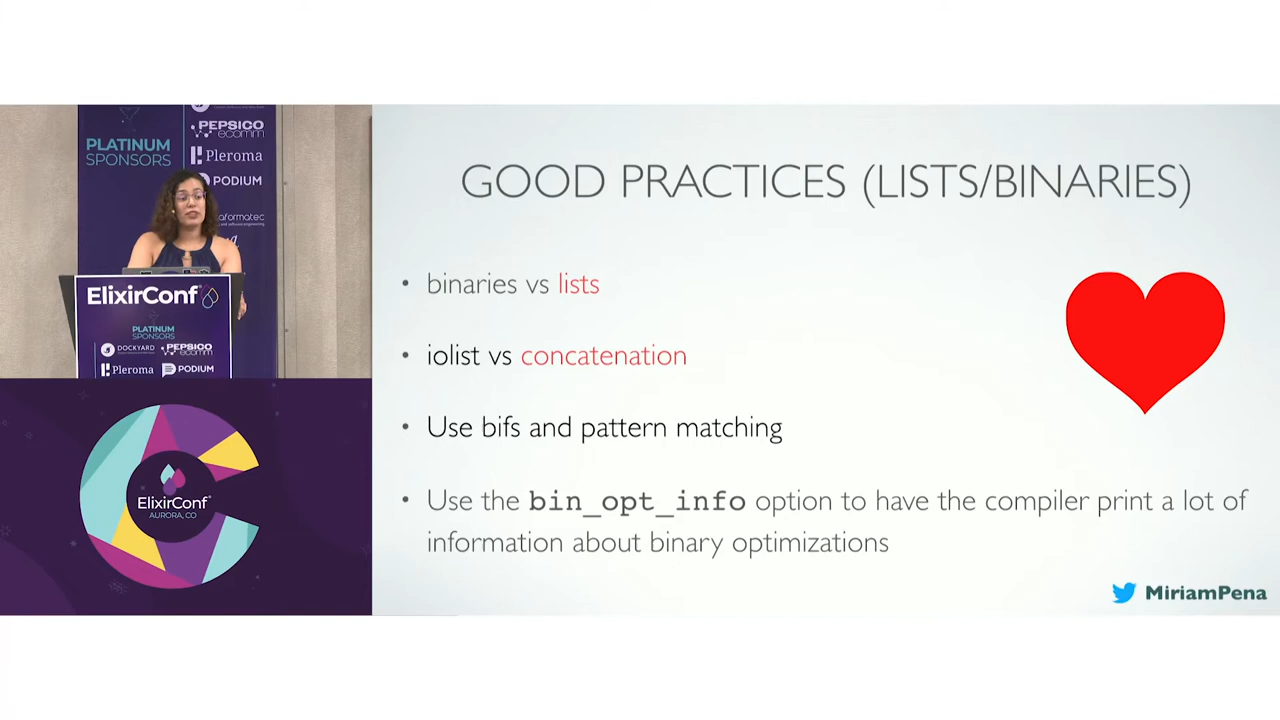 PLATINUM
SPONSORS
PEPSICO
ecomm
Pleroma
PODIUM
ElixirConf
PLATINUM
SPONSORS
DOCKYARD
PEPSICO
ecomm
Pleroma
PODIUM
ElixirConf
AURORA, CO
GOOD PRACTICES (LISTS/BINARIES)
• binaries vs lists
• iolist vs concatenation
• Use bifs and pattern matching
• Use the bin_opt_info option to have the compiler print a lot of
information about binary optimizations
MiriamPena